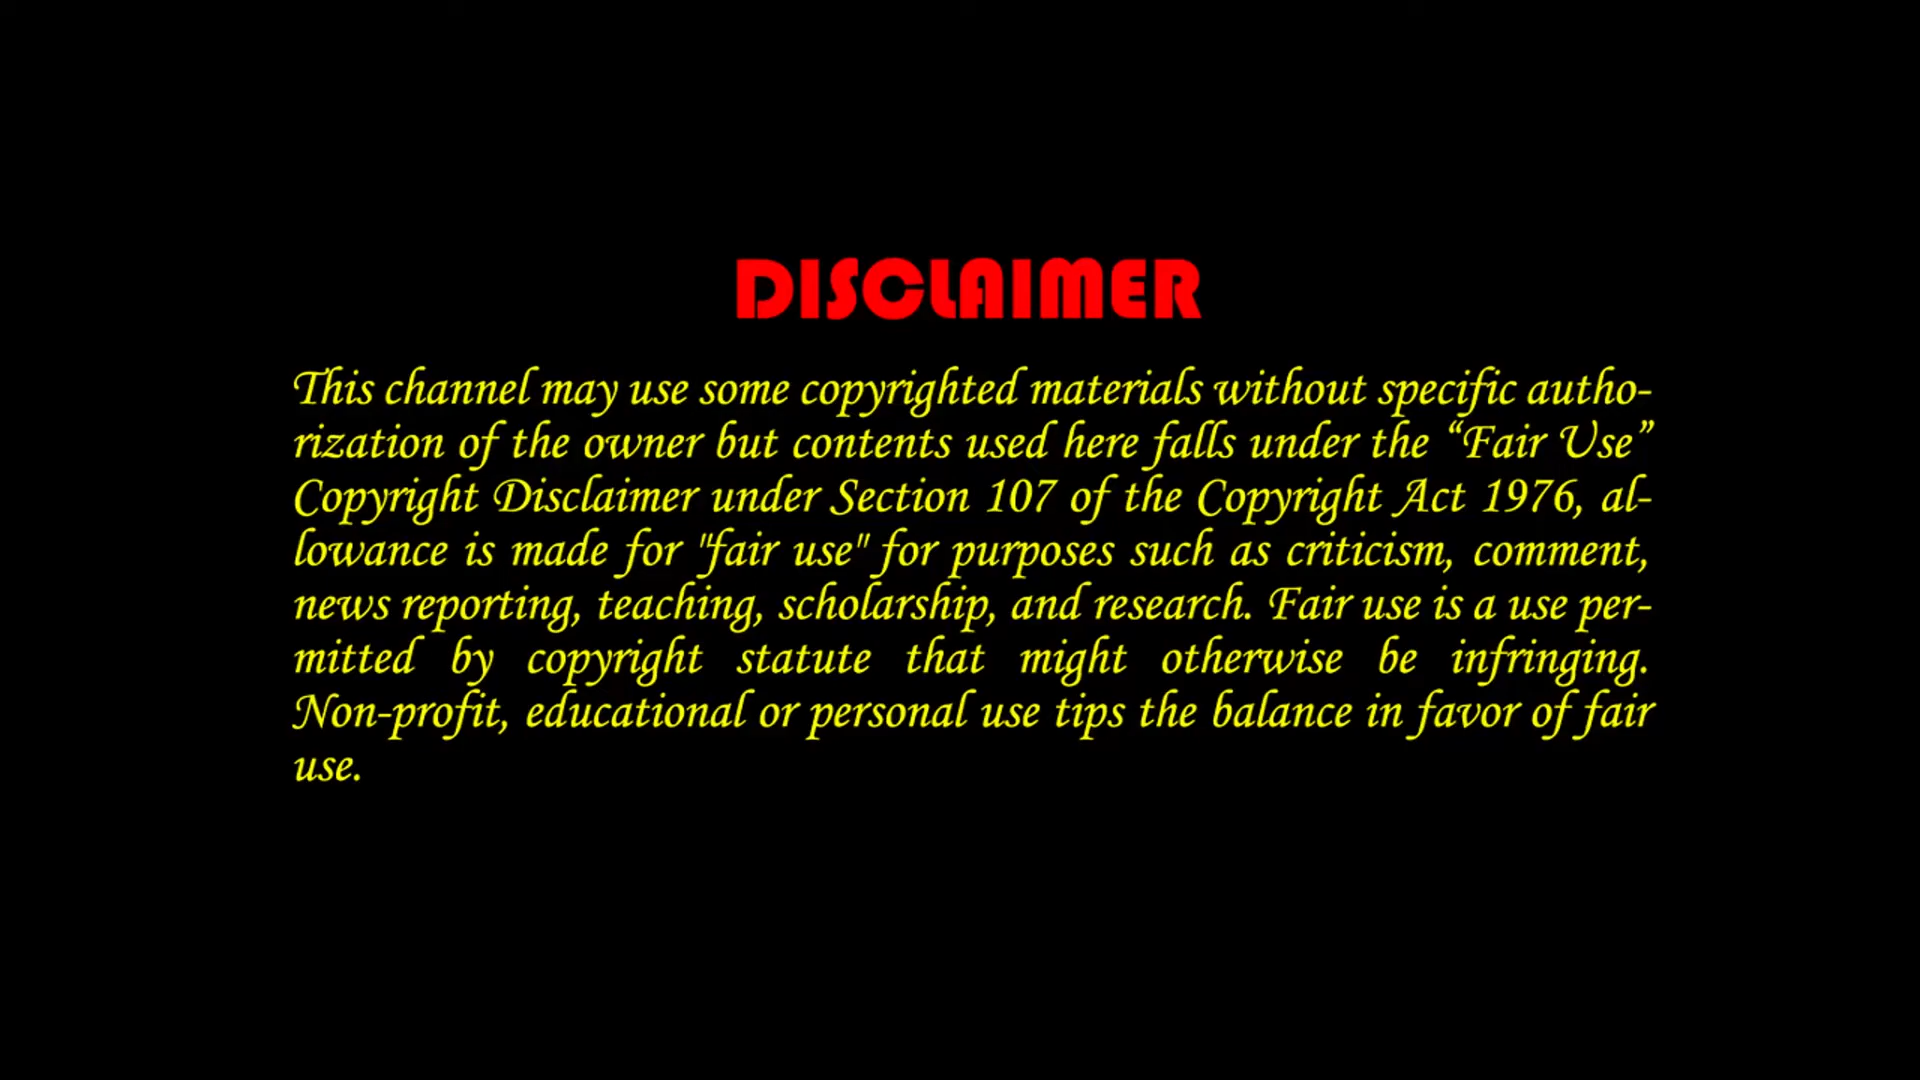 DISCLAIMER
This channel may use some copyrighted materials without specific autho-
rization of the owner but contents used here falls under the “Fair Use”
Copyright Disclaimer under Section 107 of the Copyright Act 1976, al-
lowance is made for "fair use" for purposes such as criticism, comment,
news reporting, teaching, scholarship, and research. Fair use is a use per-
mitted by copyright statute that might otherwise be infringing.
Non-profit, educational or personal use tips the balance in favor of fair
use.